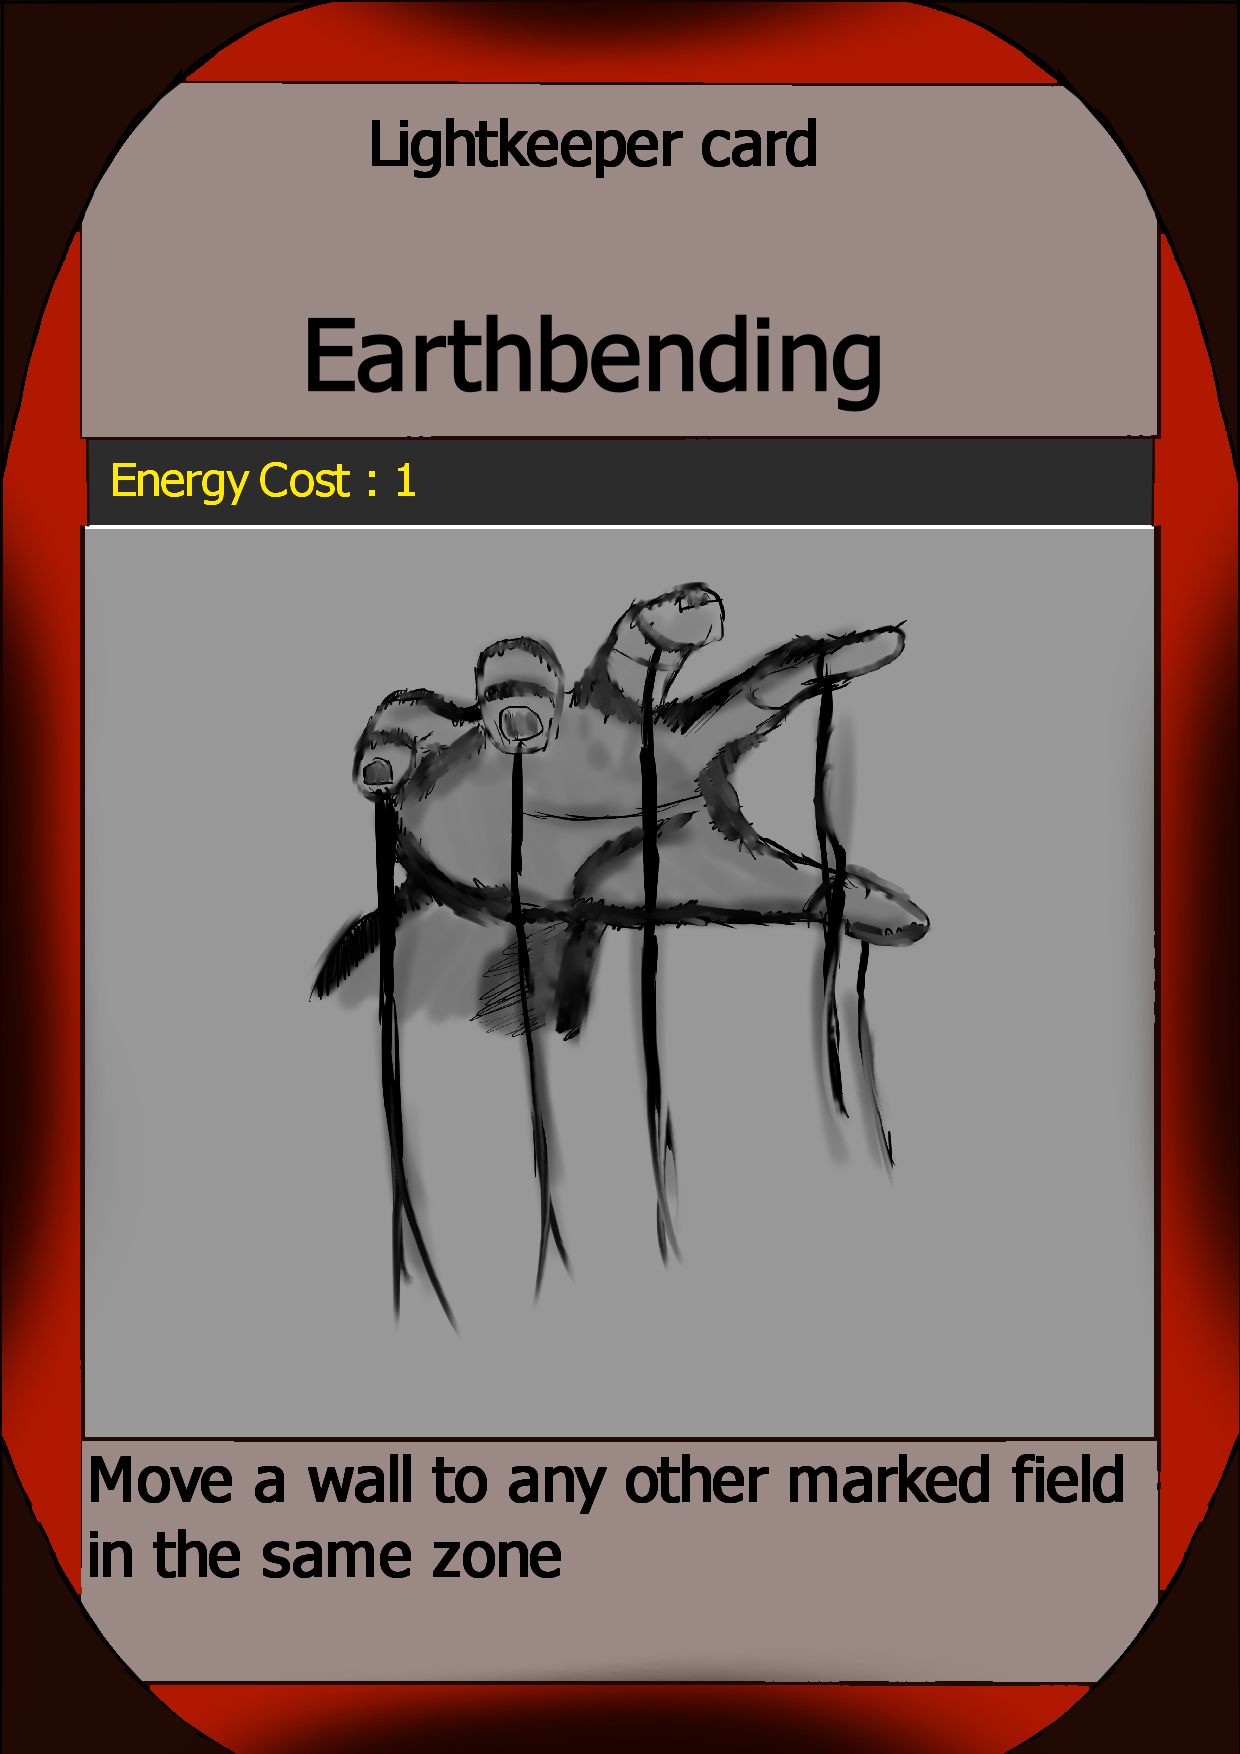 Lightkeeper card
Earthbending
Energy Cost : 1
Move a wall to any other marked field
in the same zone